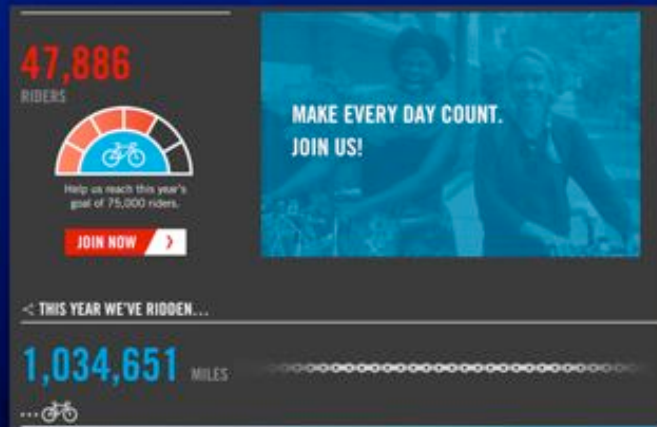 47,886
RIDERS
Help us reach this year's
goal of 75,000 riders.
JOIN NOW
MAKE EVERY DAY COUNT.
JOIN US!
THIS YEAR WE'VE RIDDEN...
1,034,651 MILES